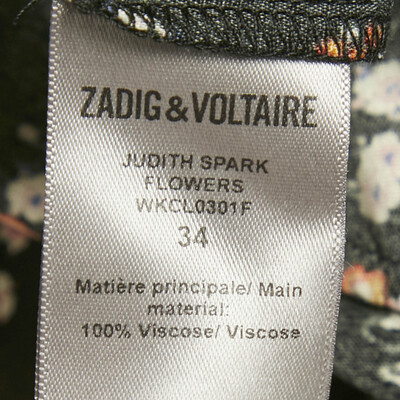 ZADIG&VOLTAIRE
JUDITH SPARK
FLOWERS
WKCL0301F
34
Matière principale/ Main
material:
100% Viscose/ Viscose